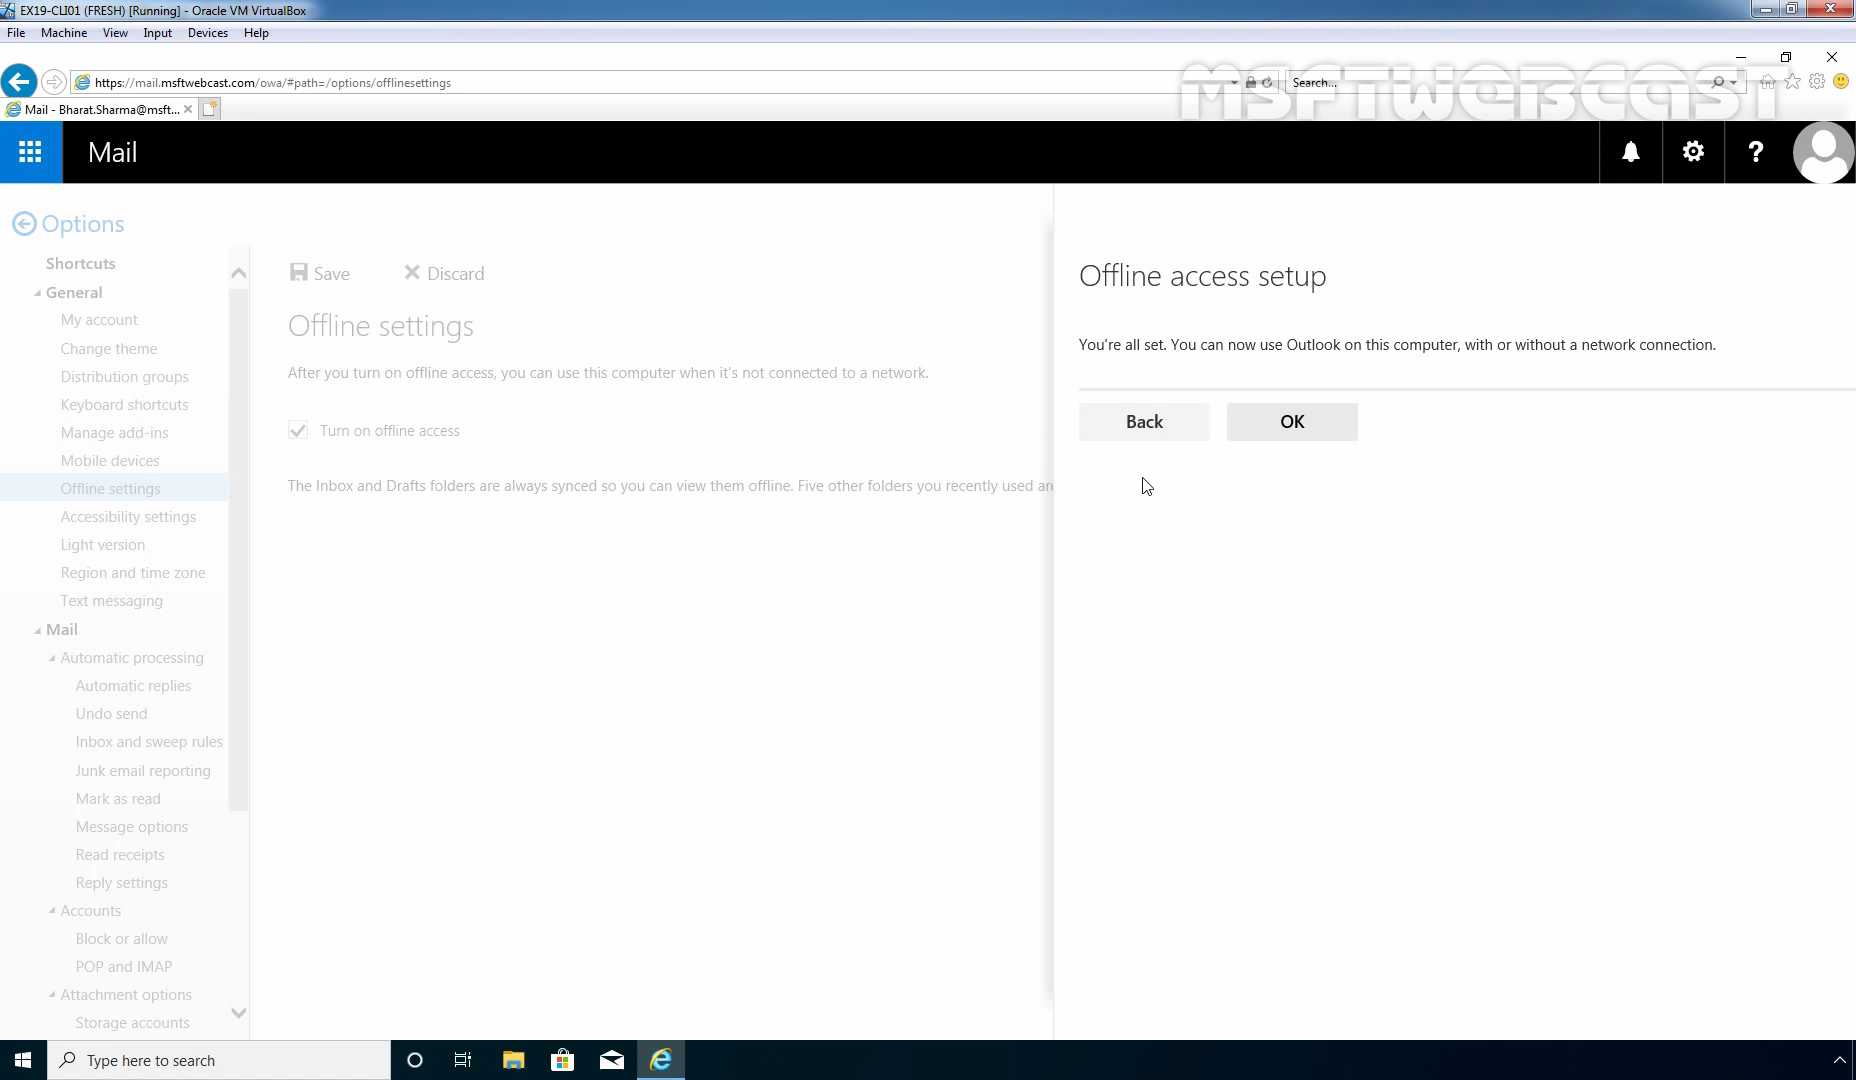 EX19-CLI01 (FRESH) [Running] - Oracle VM VirtualBox
File Machine View Input Devices Help
https://mail.msftwebcast.com/owa/#path=/options/offlinesettings
Search...
MSFTWEBCAST
Mail - Bharat.Sharma@msft...
Mail
?
Options
Shortcuts
General
My account
Change theme
Distribution groups
Keyboard shortcuts
Manage add-ins
Mobile devices
Offline settings
Accessibility settings
Light version
Region and time zone
Text messaging
Mail
Automatic processing
Automatic replies
Undo send
Inbox and sweep rules
Junk email reporting
Mark as read
Message options
Read receipts
Reply settings
Accounts
Block or allow
POP and IMAP
Attachment options
Storage accounts
Save Discard
Offline settings
After you turn on offline access, you can use this computer when it's not connected to a network.
Turn on offline access
The Inbox and Drafts folders are always synced so you can view them offline. Five other folders you recently used
Offline access setup
You're all set. You can now use Outlook on this computer, with or without a network connection.
Back OK
Type here to search